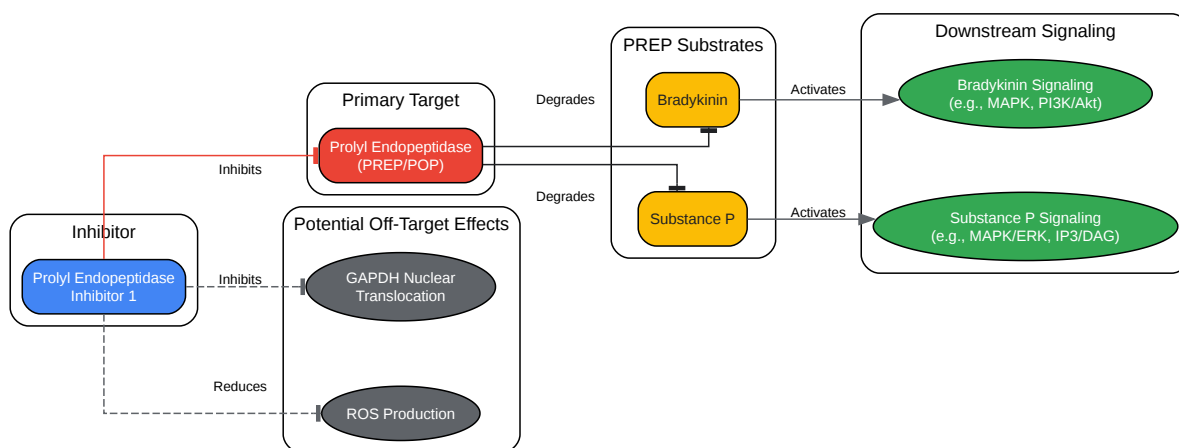 Inhibitor
Prolyl Endopeptidase
Inhibitor 1
Inhibits
Inhibits
Reduces
Primary Target
Prolyl Endopeptidase
(PREP/POP)
Potential Off-Target Effects
GAPDH Nuclear
Translocation
ROS Production
Degrades
Degrades
PREP Substrates
Bradykinin
Substance P
Activates
Activates
Downstream Signaling
Bradykinin Signaling
(e.g., MAPK, PI3K/Akt)
Substance P Signaling
(e.g., MAPK/ERK, IP3/DAG)